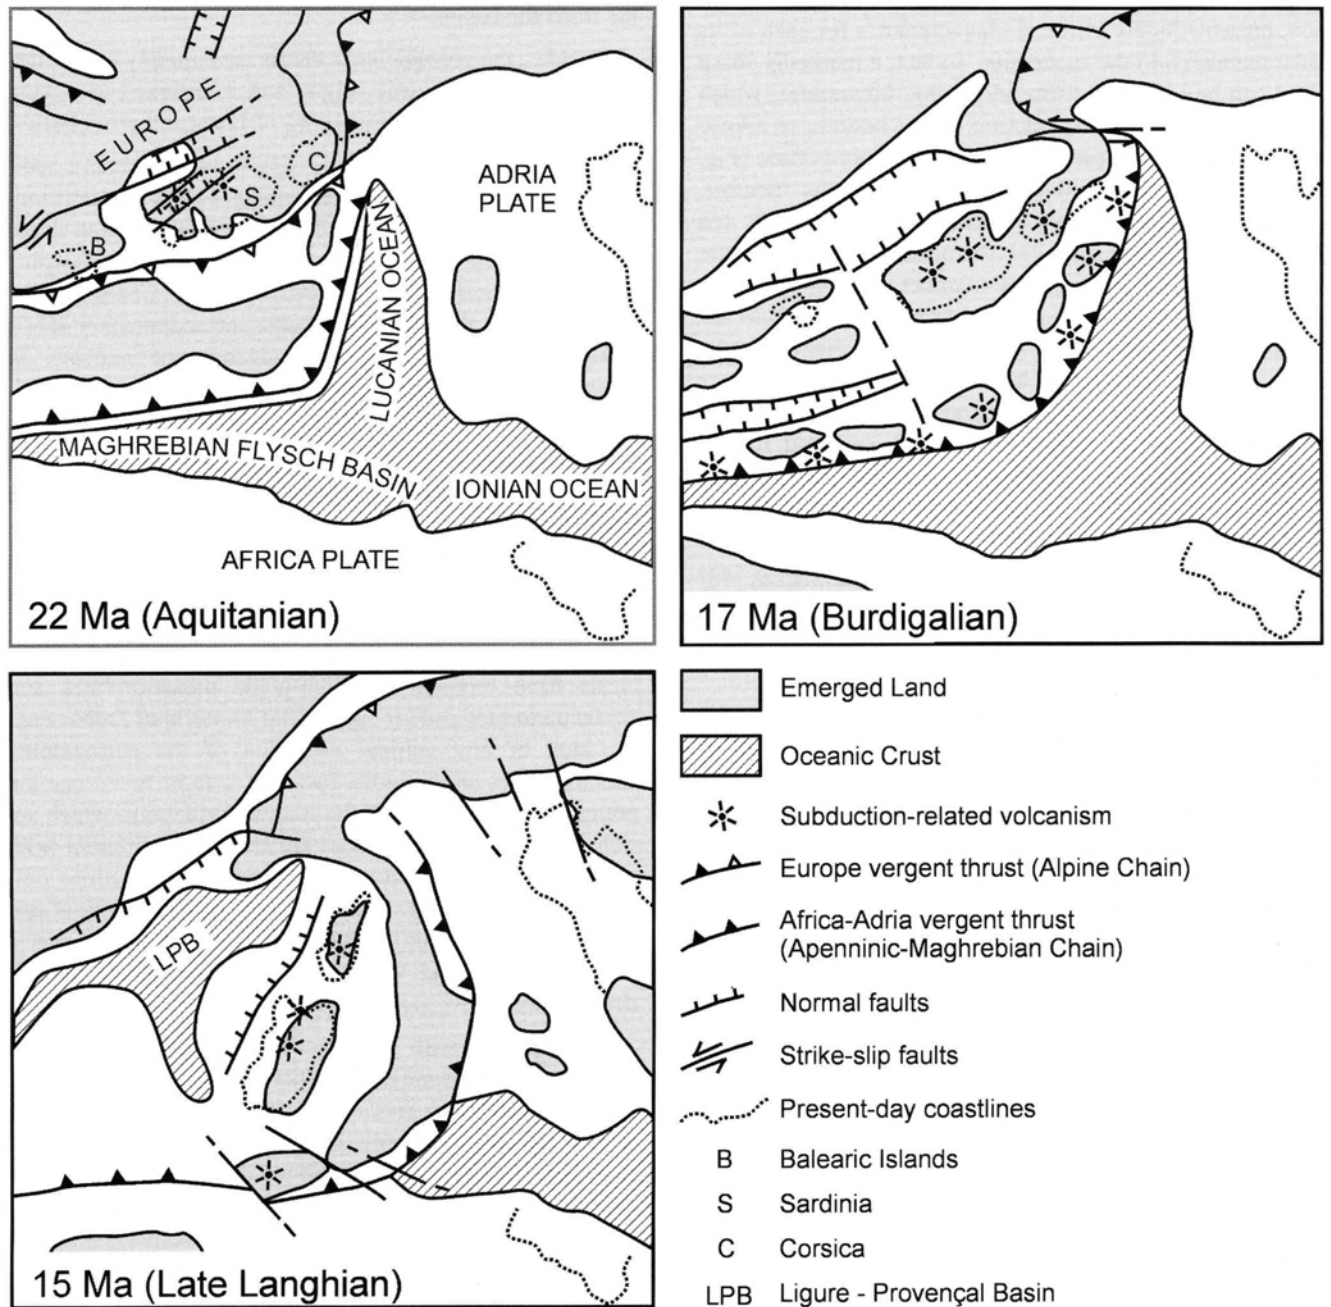 EUROPE
C
S
B
ADRIA
PLATE
LUCANIAN OCEAN
MAGHREBIAN FLYSCH BASIN
IONIAN OCEAN
AFRICA PLATE
22 Ma (Aquitanian)
17 Ma (Burdigalian)
LPB
15 Ma (Late Langhian)
Emerged Land
Oceanic Crust
Subduction-related volcanism
Europe vergent thrust (Alpine Chain)
Africa-Adria vergent thrust
(Apenninic-Maghrebian Chain)
Normal faults
Strike-slip faults
Present-day coastlines
B Balearic Islands
S Sardinia
C Corsica
LPB Ligure - Provençal Basin